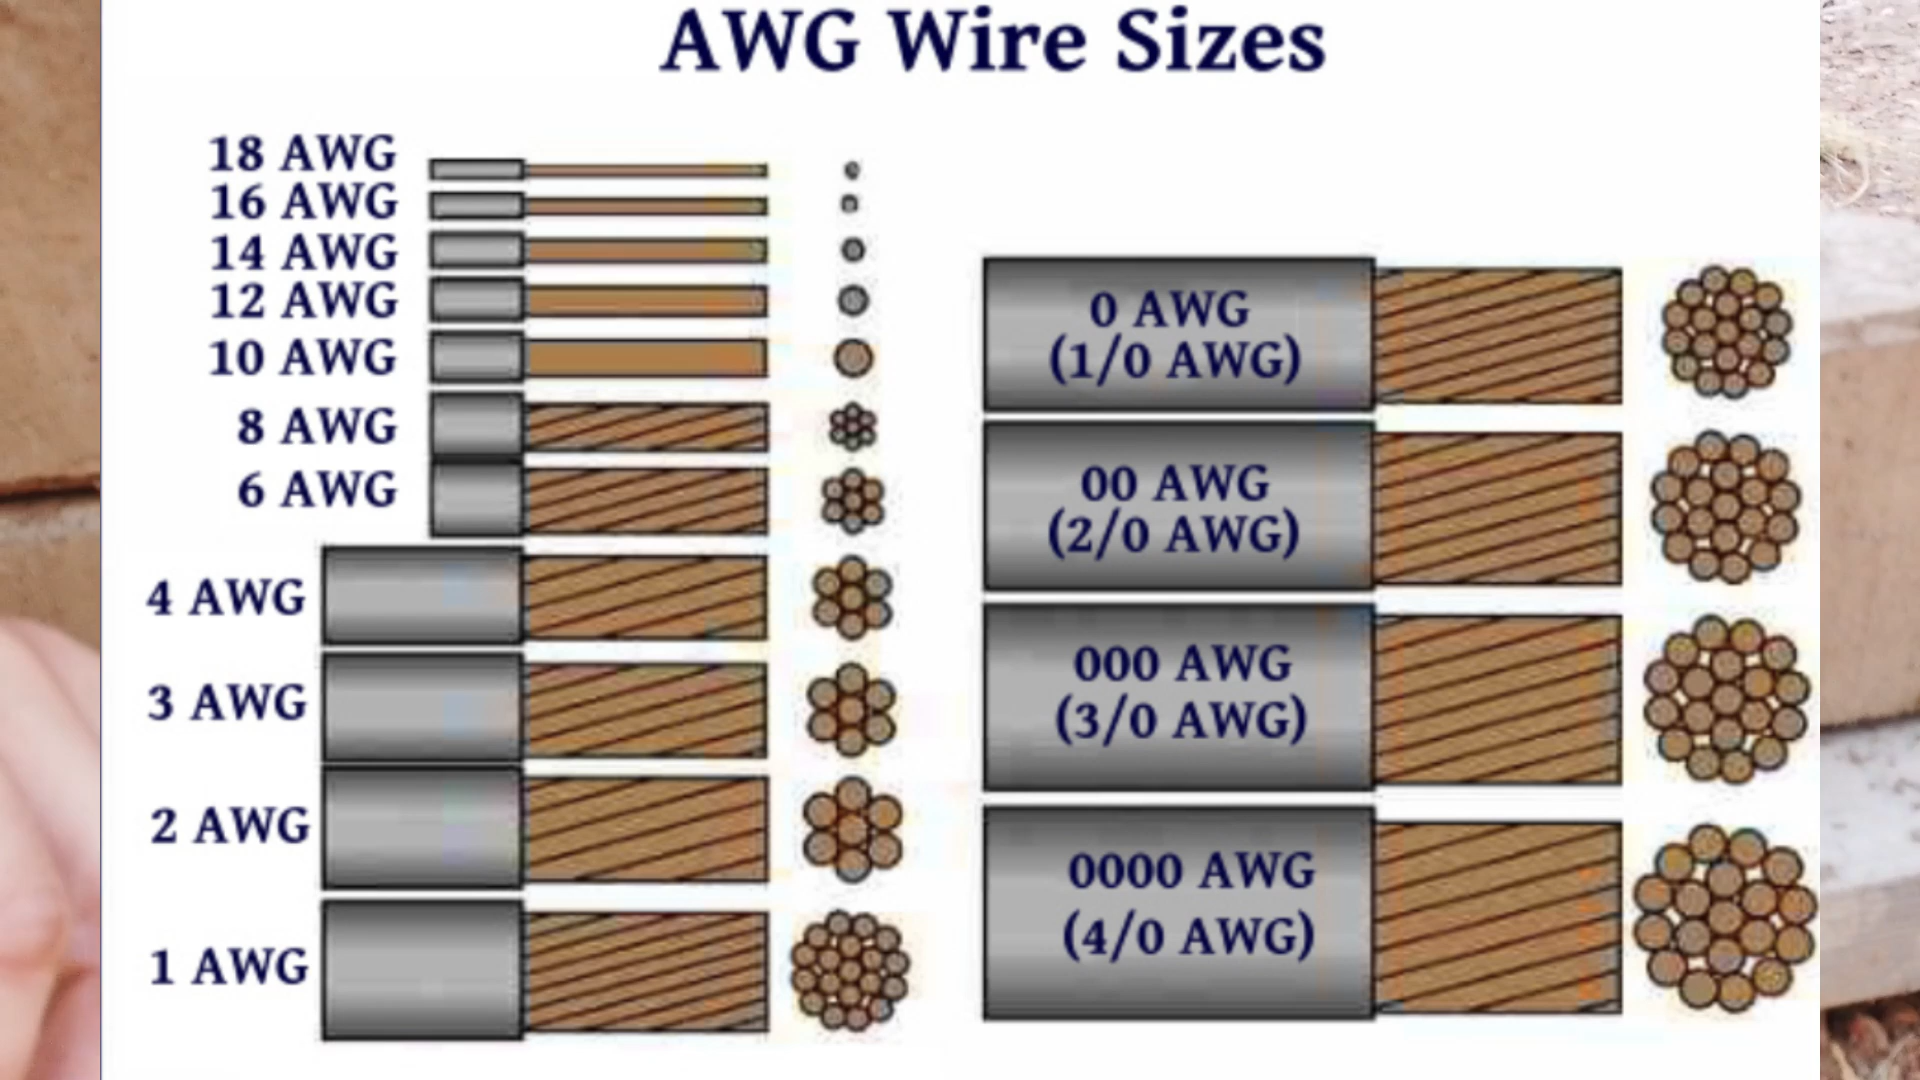 AWG Wire Sizes
18 AWG
16 AWG
14 AWG
12 AWG
10 AWG
8 AWG
6 AWG
4 AWG
3 AWG
2 AWG
1 AWG
0 AWG
(1/0 AWG)
00 AWG
(2/0 AWG)
000 AWG
(3/0 AWG)
0000 AWG
(4/0 AWG)